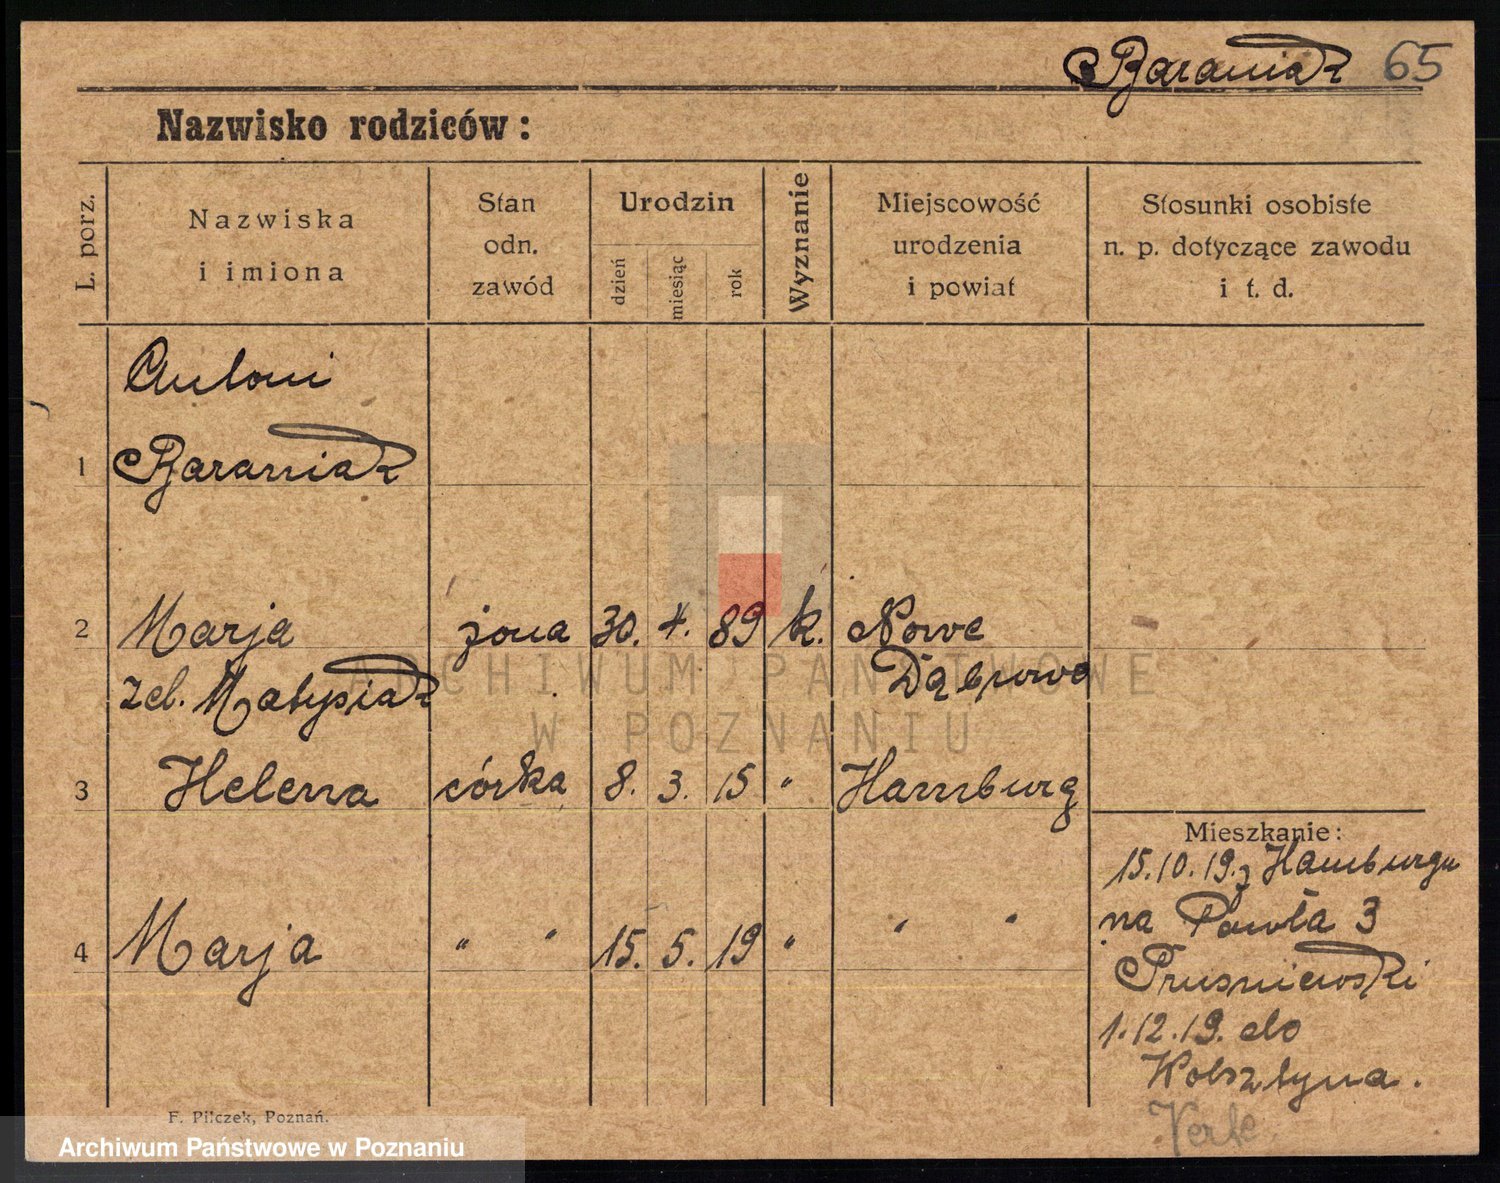 Baraniak 65
Nazwisko rodziców:
L. porz.
Nazwiska
i imiona
Stan
odn.
zawód
Urodzin
dzień
miesiąc
rok
Wyznanie
Miejscowość
urodzenia
i powiat
Stosunki osobiste
n. p. dotyczące zawodu
i t. d.
Antoni
1 Baraniak
2 Marja żona 30. 4. 89 k. Nowe
zd. Matysiak Dąbrowo
3 Helena córka 8. 3. 15 " Hamburg
Mieszkanie:
15.10.19. z Hamburgu
na Pawła 3
4 Marja " " 15. 5. 19 " " "
Prusniewski
1.12.19. do
Wolsztyna.
Verte
F. Pilczek, Poznań.
ARCHIWUM PAŃSTWOWE
W POZNANIU
Archiwum Państwowe w Poznaniu